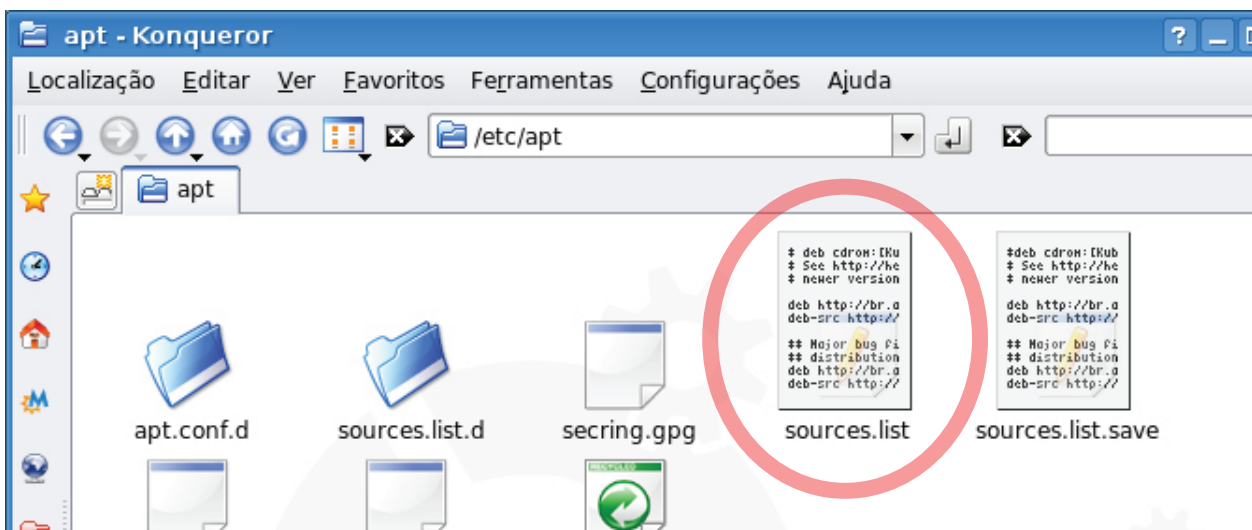 apt - Konqueror
Localização Editar Ver Favoritos Ferramentas Configurações Ajuda
/etc/apt
apt
# deb cdrom:[Ku
# See http://he
# newer version
deb http://br.a
deb-src http://
## Major bug fi
## distribution
deb http://br.a
deb-src http://
#deb cdrom:[Kub
# See http://he
# newer version
deb http://br.a
deb-src http://
## Major bug fi
## distribution
deb http://br.a
deb-src http://
apt.conf.d
sources.list.d
secring.gpg
sources.list
sources.list.save
RECYCLED